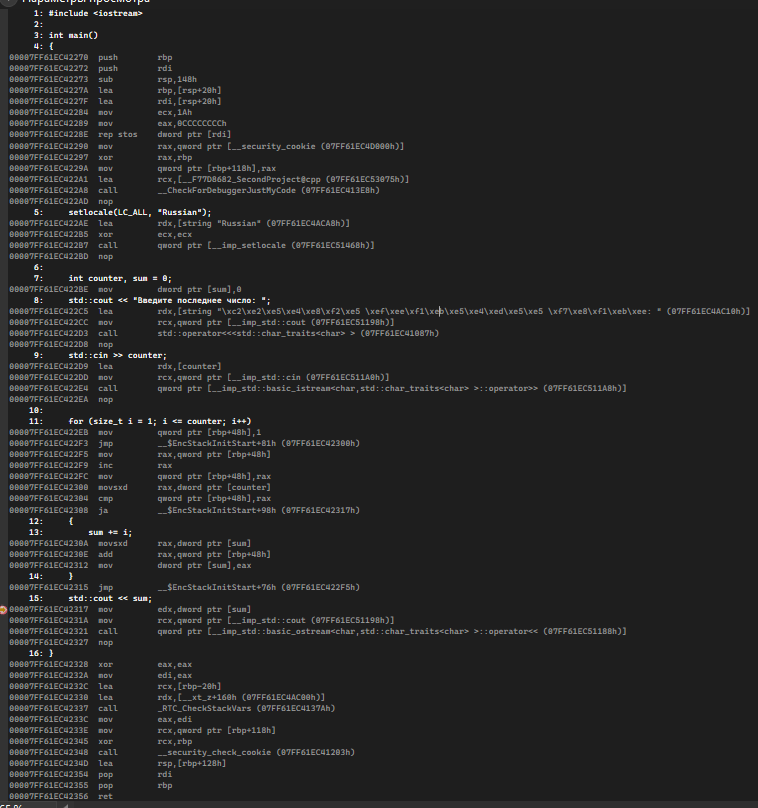 Параметры просмотра
1: #include <iostream>
2:
3: int main()
4: {
00007FF61EC42270 push rbp
00007FF61EC42272 push rdi
00007FF61EC42273 sub rsp,148h
00007FF61EC4227A lea rbp,[rsp+20h]
00007FF61EC4227F lea rdi,[rsp+20h]
00007FF61EC42284 mov ecx,1Ah
00007FF61EC42289 mov eax,0CCCCCCCCh
00007FF61EC4228E rep stos dword ptr [rdi]
00007FF61EC42290 mov rax,qword ptr [__security_cookie (07FF61EC4D000h)]
00007FF61EC42297 xor rax,rbp
00007FF61EC4229A mov qword ptr [rbp+118h],rax
00007FF61EC422A1 lea rcx,[__F77D8682_SecondProject@cpp (07FF61EC53075h)]
00007FF61EC422A8 call __CheckForDebuggerJustMyCode (07FF61EC413E8h)
00007FF61EC422AD nop
5: setlocale(LC_ALL, "Russian");
00007FF61EC422AE lea rdx,[string "Russian" (07FF61EC4ACA8h)]
00007FF61EC422B5 xor ecx,ecx
00007FF61EC422B7 call qword ptr [__imp_setlocale (07FF61EC51468h)]
00007FF61EC422BD nop
6:
7: int counter, sum = 0;
00007FF61EC422BE mov dword ptr [sum],0
8: std::cout << "Введите последнее число: ";
00007FF61EC422C5 lea rdx,[string "\xc2\xe2\xe5\xe4\xe8\xf2\xe5 \xef\xee\xf1\xeb\xe5\xe4\xed\xe5\xe5 \xf7\xe8\xf1\xeb\xee: " (07FF61EC4AC10h)]
00007FF61EC422CC mov rcx,qword ptr [__imp_std::cout (07FF61EC51198h)]
00007FF61EC422D3 call std::operator<<<std::char_traits<char> > (07FF61EC41087h)
00007FF61EC422D8 nop
9: std::cin >> counter;
00007FF61EC422D9 lea rdx,[counter]
00007FF61EC422DD mov rcx,qword ptr [__imp_std::cin (07FF61EC511A0h)]
00007FF61EC422E4 call qword ptr [__imp_std::basic_istream<char,std::char_traits<char> >::operator>> (07FF61EC511A8h)]
00007FF61EC422EA nop
10:
11: for (size_t i = 1; i <= counter; i++)
00007FF61EC422EB mov qword ptr [rbp+48h],1
00007FF61EC422F3 jmp __$EncStackInitStart+81h (07FF61EC42300h)
00007FF61EC422F5 mov rax,qword ptr [rbp+48h]
00007FF61EC422F9 inc rax
00007FF61EC422FC mov qword ptr [rbp+48h],rax
00007FF61EC42300 movsxd rax,dword ptr [counter]
00007FF61EC42304 cmp qword ptr [rbp+48h],rax
00007FF61EC42308 ja __$EncStackInitStart+98h (07FF61EC42317h)
12: {
13: sum += i;
00007FF61EC4230A movsxd rax,dword ptr [sum]
00007FF61EC4230E add rax,qword ptr [rbp+48h]
00007FF61EC42312 mov dword ptr [sum],eax
14: }
00007FF61EC42315 jmp __$EncStackInitStart+76h (07FF61EC422F5h)
15: std::cout << sum;
00007FF61EC42317 mov edx,dword ptr [sum]
00007FF61EC4231A mov rcx,qword ptr [__imp_std::cout (07FF61EC51198h)]
00007FF61EC42321 call qword ptr [__imp_std::basic_ostream<char,std::char_traits<char> >::operator<< (07FF61EC51188h)]
00007FF61EC42327 nop
16: }
00007FF61EC42328 xor eax,eax
00007FF61EC4232A mov edi,eax
00007FF61EC4232C lea rcx,[rbp-20h]
00007FF61EC42330 lea rdx,[__xt_z+160h (07FF61EC4AC00h)]
00007FF61EC42337 call _RTC_CheckStackVars (07FF61EC4137Ah)
00007FF61EC4233C mov eax,edi
00007FF61EC4233E mov rcx,qword ptr [rbp+118h]
00007FF61EC42345 xor rcx,rbp
00007FF61EC42348 call __security_check_cookie (07FF61EC41203h)
00007FF61EC4234D lea rsp,[rbp+128h]
00007FF61EC42354 pop rdi
00007FF61EC42355 pop rbp
00007FF61EC42356 ret